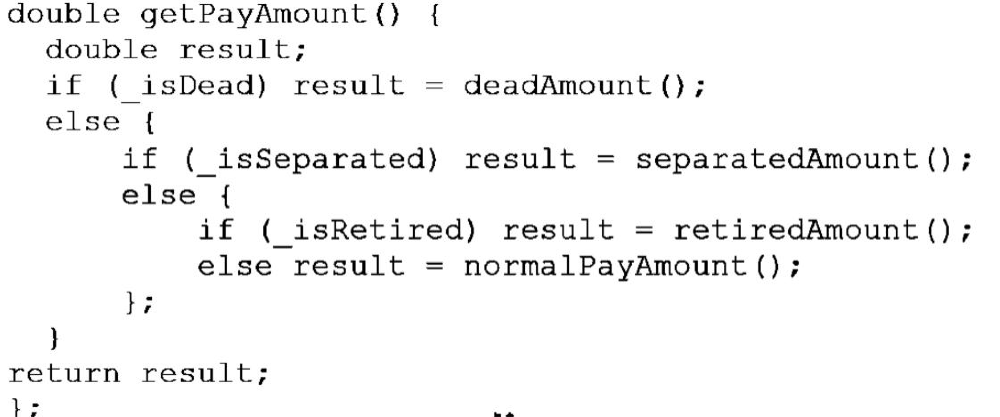 double getPayAmount() {
  double result;
  if (_isDead) result = deadAmount();
  else {
      if (_isSeparated) result = separatedAmount();
      else {
          if (_isRetired) result = retiredAmount();
          else result = normalPayAmount();
      };
  }
return result;
};